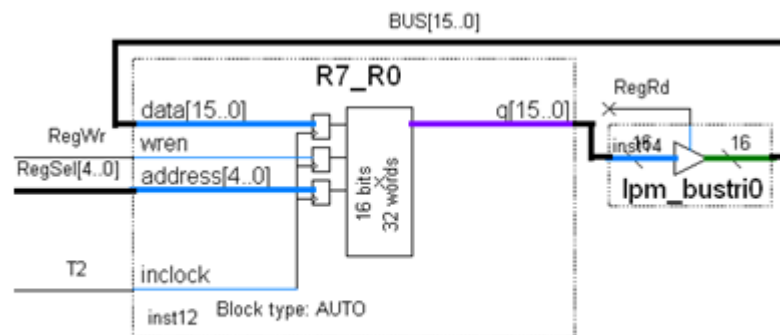 BUS[15..0]
R7_R0
RegRd
data[15..0]
q[15..0]
RegWr
wren
inst14
16
16
RegSel[4..0]
address[4..0]
16 bits
32 words
lpm_bustri0
T2
inclock
inst12
Block type: AUTO